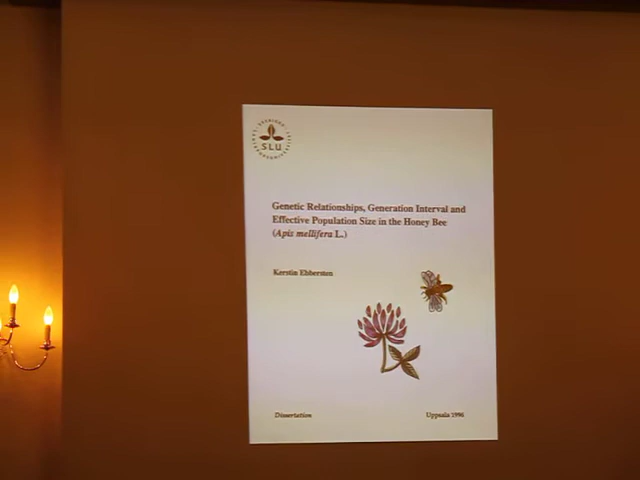 SLU
Genetic Relationships, Generation Interval and
Effective Population Size in the Honey Bee
(Apis mellifera L.)
Kerstin Ebbersten
Dissertation
Uppsala 1996